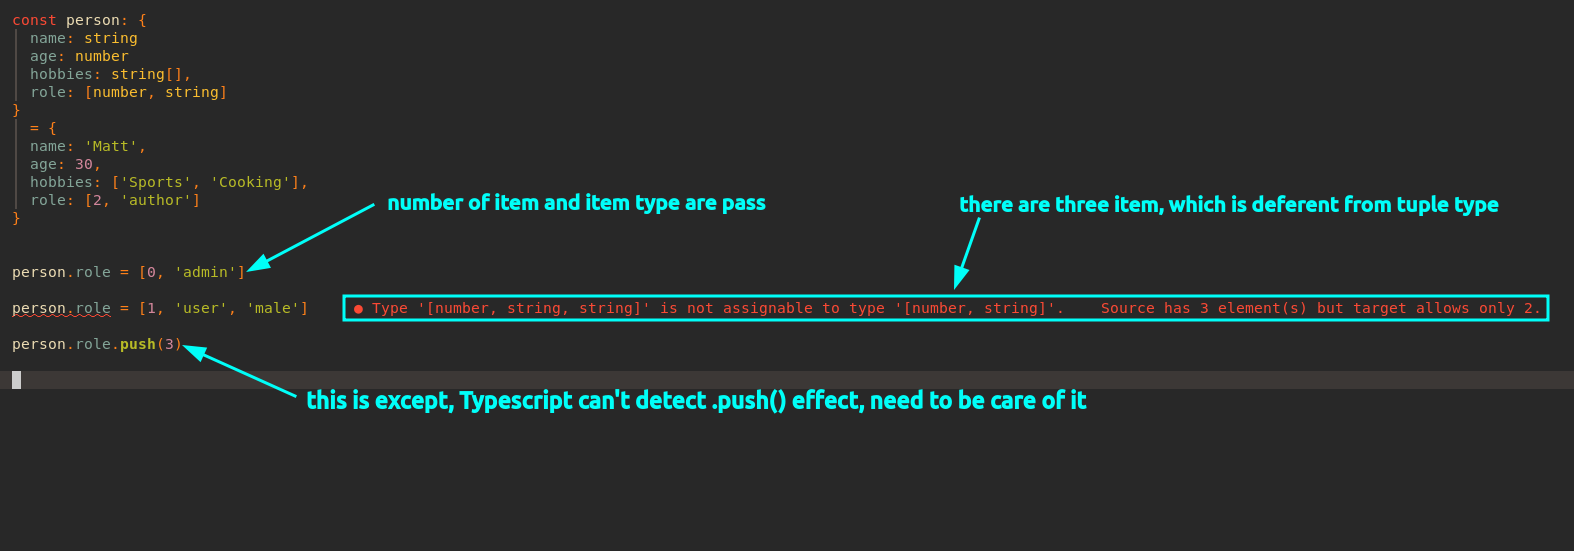 const person: {
name: string
age: number
hobbies: string[],
role: [number, string]
}
= {
name: 'Matt',
age: 30,
hobbies: ['Sports', 'Cooking'],
role: [2, 'author']
}
number of item and item type are pass
there are three item, which is deferent from tuple type
person.role = [0, 'admin']
person.role = [1, 'user', 'male'] ● Type '[number, string, string]' is not assignable to type '[number, string]'. Source has 3 element(s) but target allows only 2.
person.role.push(3)
this is except, Typescript can't detect .push() effect, need to be care of it